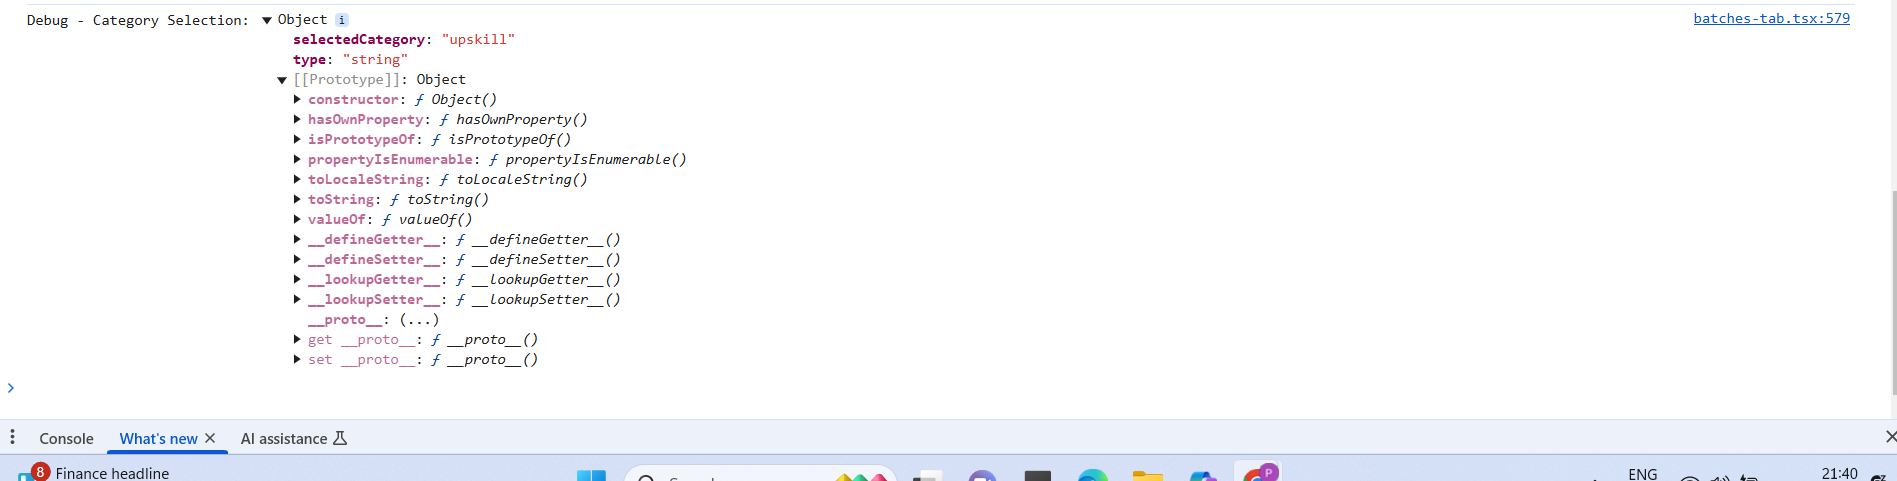 Debug - Category Selection: ▼ Object i batches-tab.tsx:579
selectedCategory: "upskill"
type: "string"
▼ [[Prototype]]: Object
▶ constructor: ƒ Object()
▶ hasOwnProperty: ƒ hasOwnProperty()
▶ isPrototypeOf: ƒ isPrototypeOf()
▶ propertyIsEnumerable: ƒ propertyIsEnumerable()
▶ toLocaleString: ƒ toLocaleString()
▶ toString: ƒ toString()
▶ valueOf: ƒ valueOf()
▶ __defineGetter__: ƒ __defineGetter__()
▶ __defineSetter__: ƒ __defineSetter__()
▶ __lookupGetter__: ƒ __lookupGetter__()
▶ __lookupSetter__: ƒ __lookupSetter__()
__proto__: (...)
▶ get __proto__: ƒ __proto__()
▶ set __proto__: ƒ __proto__()
Console What's new AI assistance
8 Finance headline P ENG 21:40